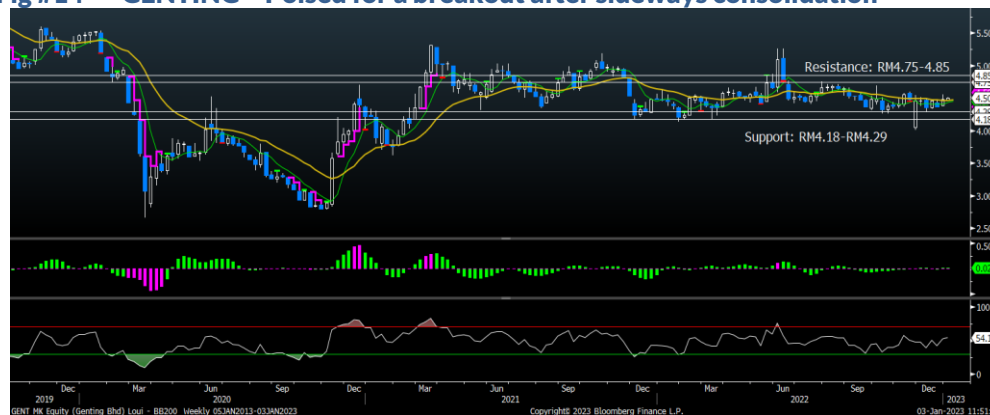 GENTING - Poised for a breakout after sideways consolidation
5.50
5.00
Resistance: RM4.75-4.85
4.85
4.50
4.18
Support: RM4.18-RM4.29
4.00
3.50
3.00
2.50
0.50
100
54.1
0
Dec Mar Jun Sep Dec Mar Jun Sep Dec Mar Jun Sep Dec
2019 2020 2021 2022 2023
GENT MK Equity (Genting Bhd) Loui - BB200 Weekly 05JAN2013-03JAN2023 Copyright© 2023 Bloomberg Finance L.P. 03-Jan-2023 11:51